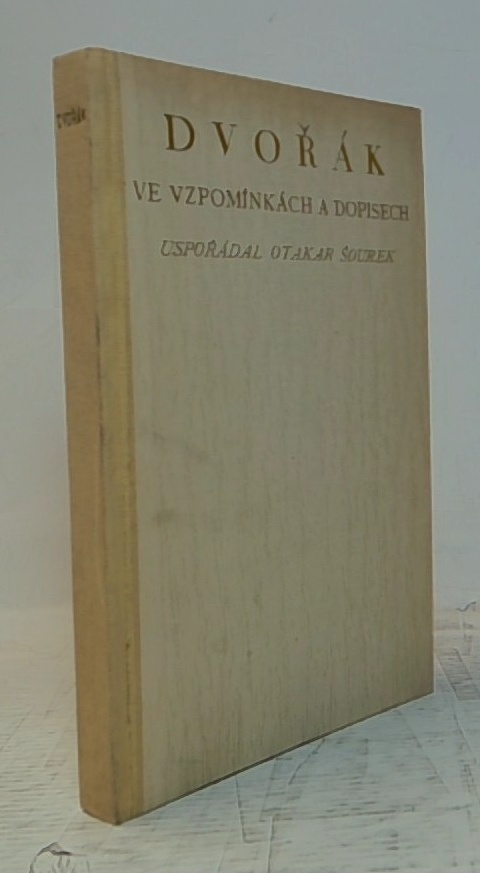 DVOŘÁK
VE VZPOMÍNKÁCH A DOPISECH
USPOŘÁDAL OTAKAR ŠOUREK
DVOŘÁK